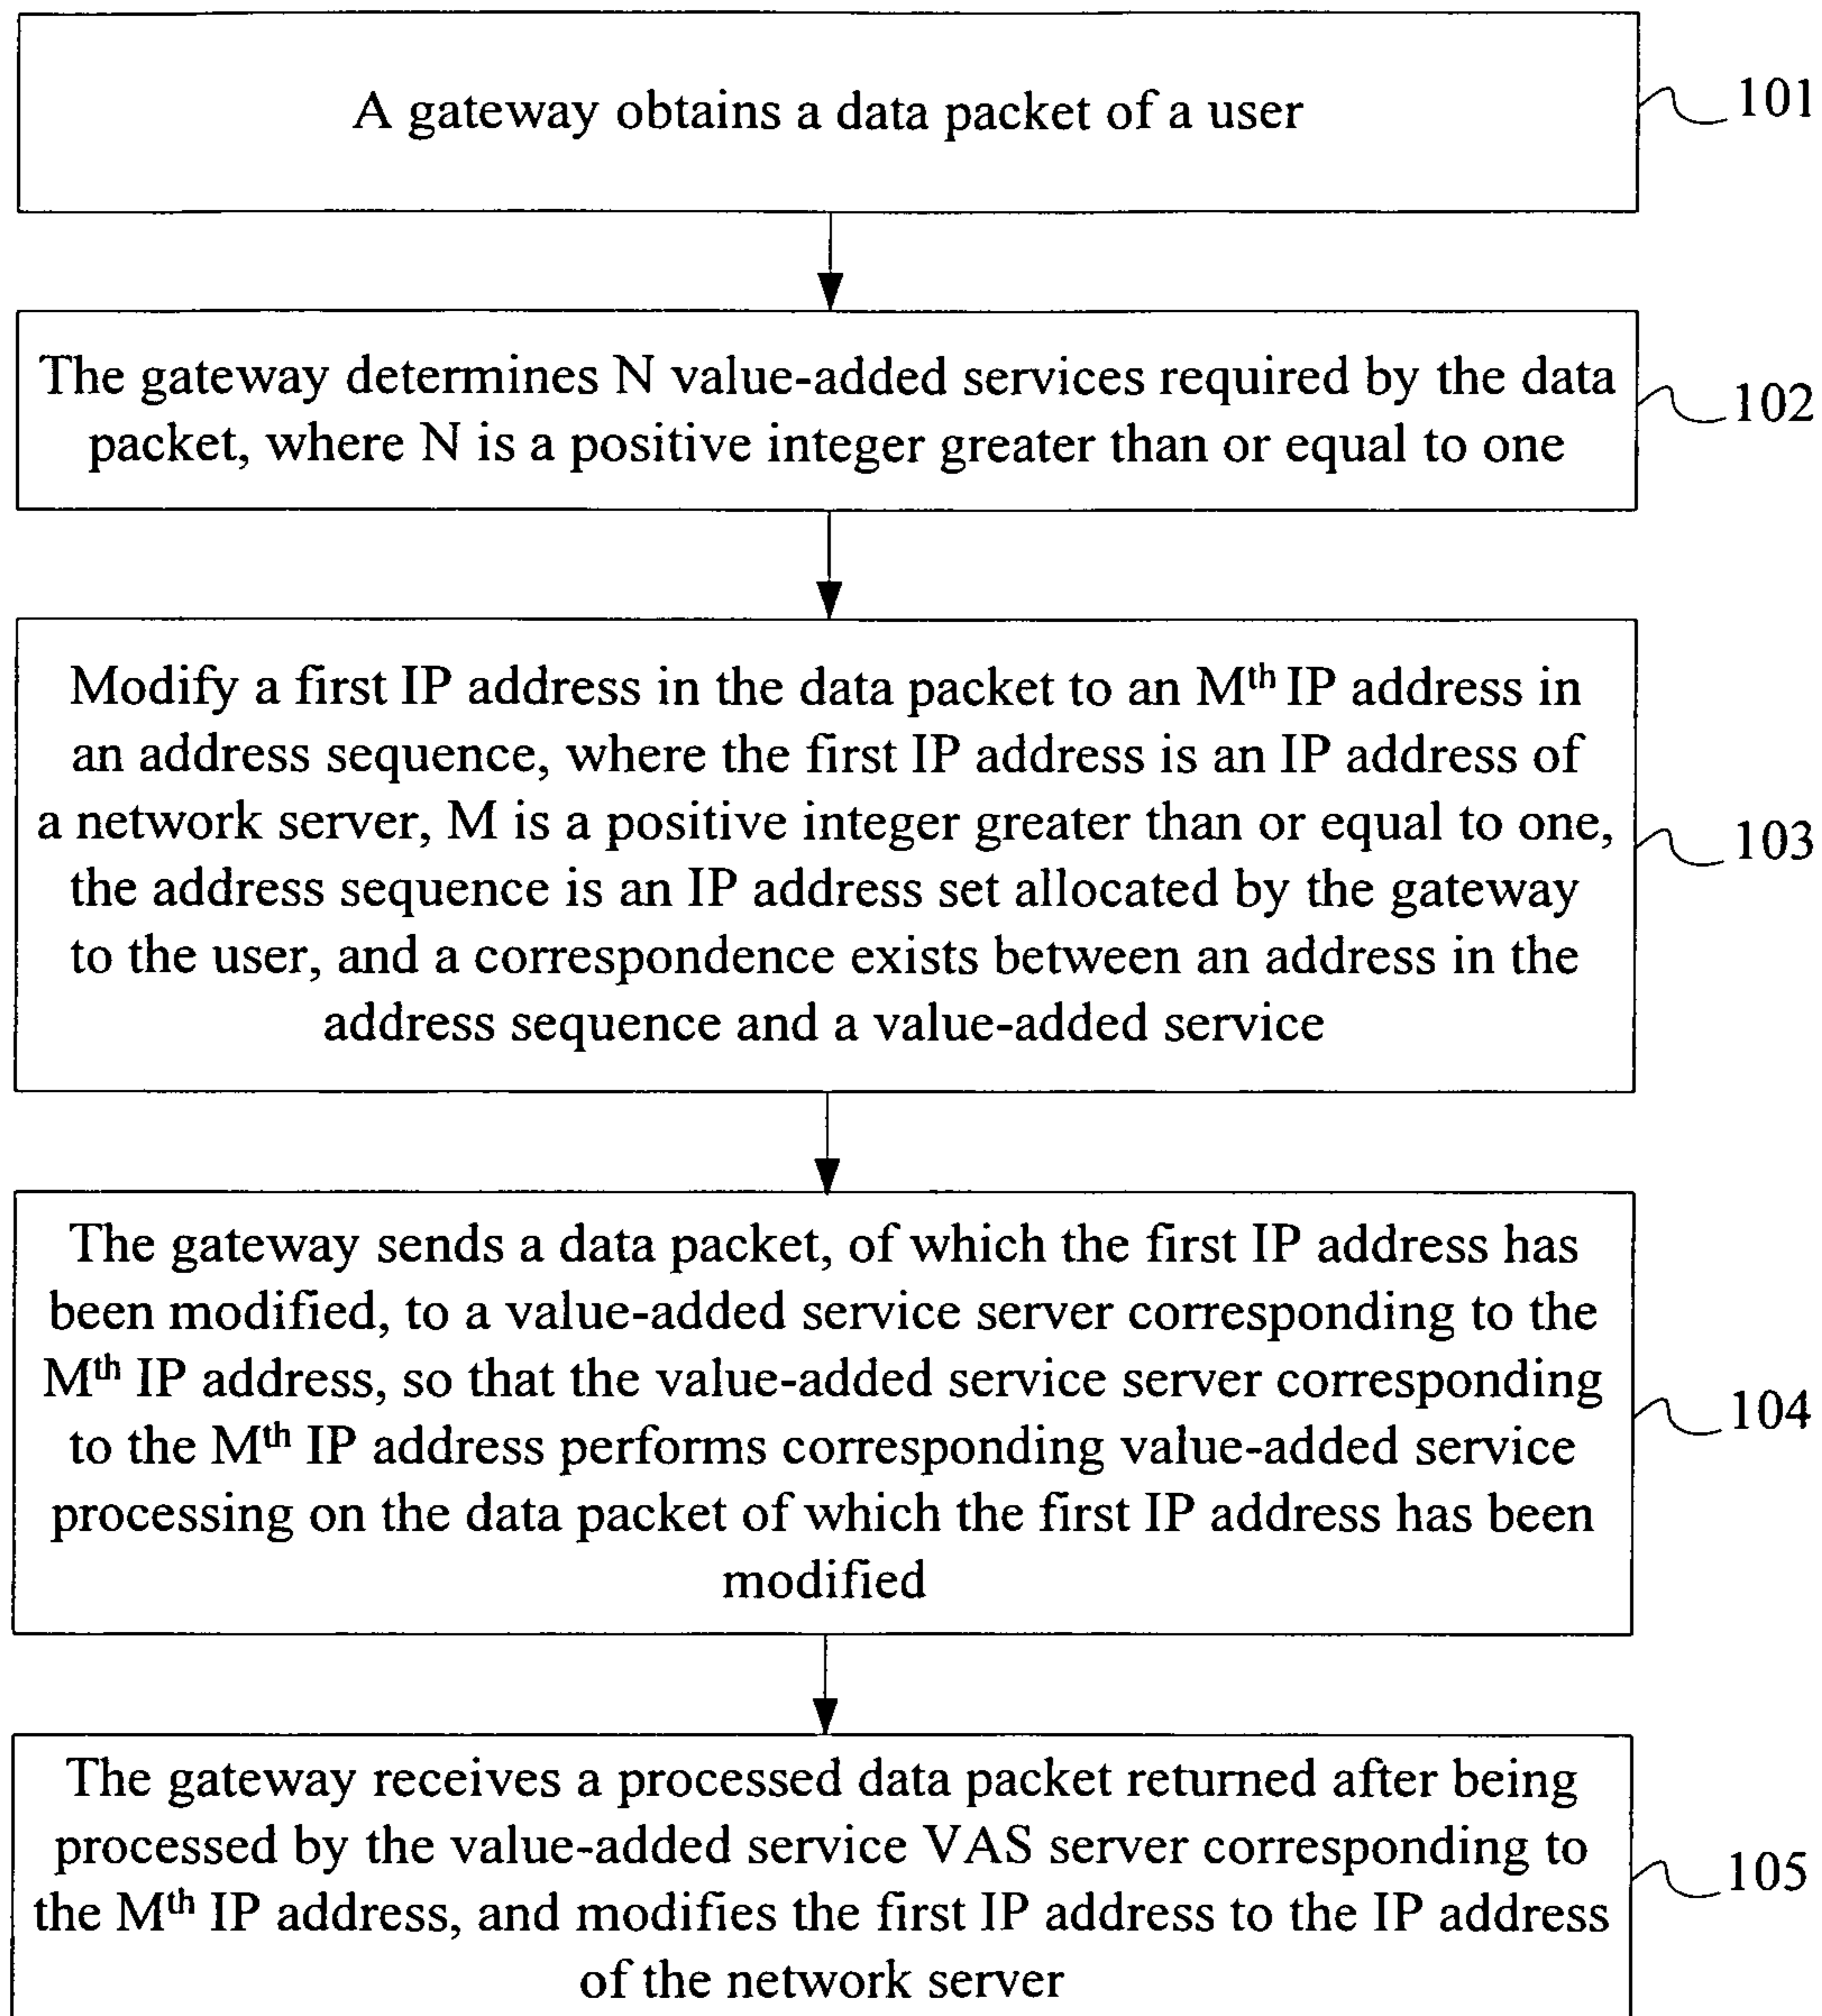 A gateway obtains a data packet of a user
101
The gateway determines N value-added services required by the data
packet, where N is a positive integer greater than or equal to one
102
Modify a first IP address in the data packet to an Mth IP address in
an address sequence, where the first IP address is an IP address of
a network server, M is a positive integer greater than or equal to one,
the address sequence is an IP address set allocated by the gateway
to the user, and a correspondence exists between an address in the
address sequence and a value-added service
103
The gateway sends a data packet, of which the first IP address has
been modified, to a value-added service server corresponding to the
Mth IP address, so that the value-added service server corresponding
to the Mth IP address performs corresponding value-added service
processing on the data packet of which the first IP address has been
modified
104
The gateway receives a processed data packet returned after being
processed by the value-added service VAS server corresponding to
the Mth IP address, and modifies the first IP address to the IP address
of the network server
105